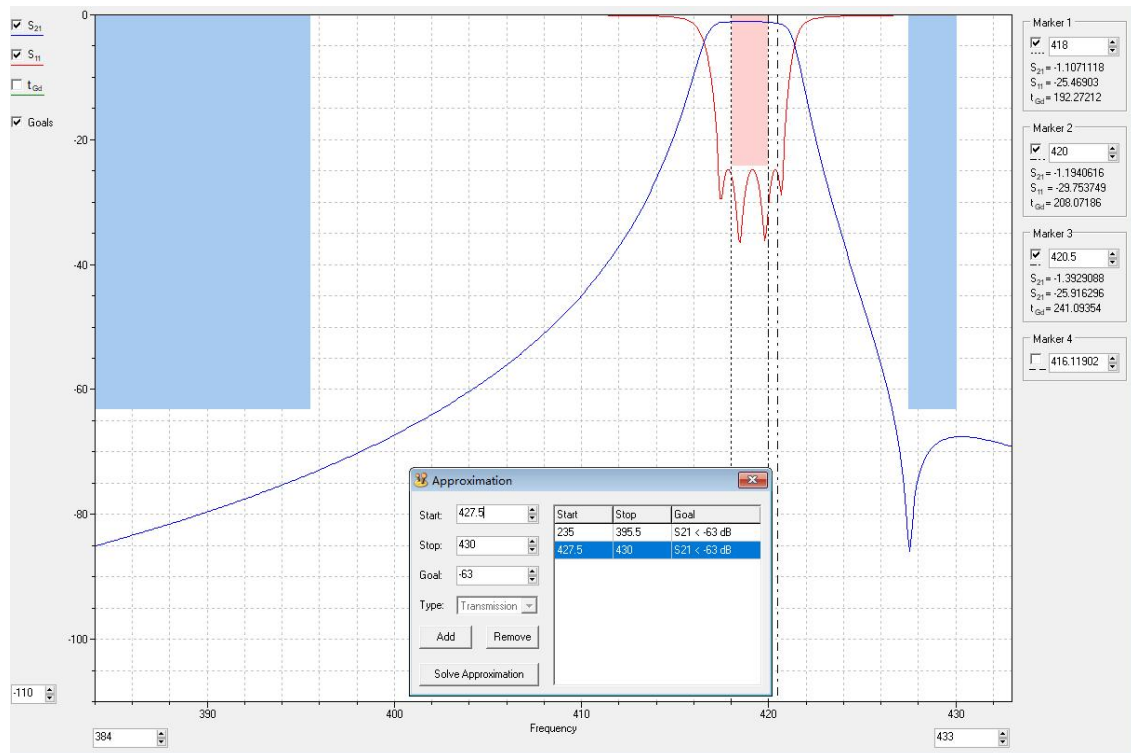 S21
S11
tGd
Goals
0
-20
-40
-60
-80
-100
-110
384
390
400
410
420
430
Frequency
433
Approximation
Start: 427.5
Stop: 430
Goal: -63
Type: Transmission
Add Remove
Solve Approximation
Start Stop Goal
235 395.5 S21 < -63 dB
427.5 430 S21 < -63 dB
Marker 1
418
S21 = -1.1071118
S11 = -25.46903
tGd = 192.27212
Marker 2
420
S21 = -1.1940616
S11 = -29.753749
tGd = 208.07186
Marker 3
420.5
S21 = -1.3929088
S21 = -25.916296
tGd = 241.09354
Marker 4
416.11902